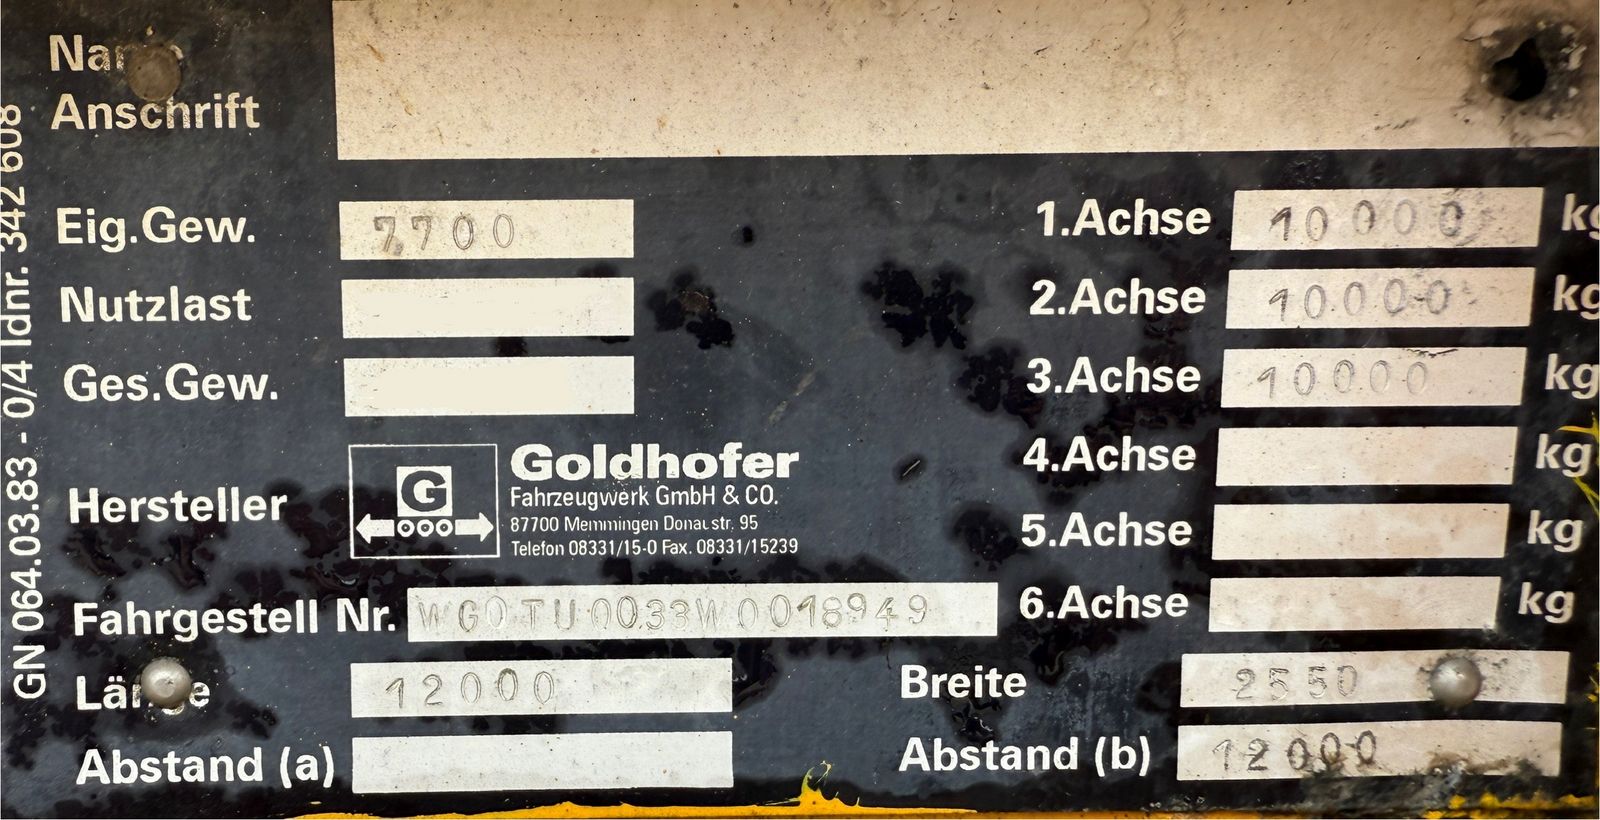 Name
Anschrift
Eig.Gew. 7700
Nutzlast
Ges.Gew.
1.Achse 10000 kg
2.Achse 10000 kg
3.Achse 10000 kg
4.Achse kg
5.Achse kg
6.Achse kg
Hersteller
G
Goldhofer
Fahrzeugwerk GmbH & CO.
87700 Memmingen Donaustr. 95
Telefon 08331/15-0 Fax. 08331/15239
Fahrgestell Nr. WG0TU0033W0018949
Länge 12000
Breite 2550
Abstand (a)
Abstand (b) 12000
GN 064.03.83 - 0/4 Idnr. 342 608